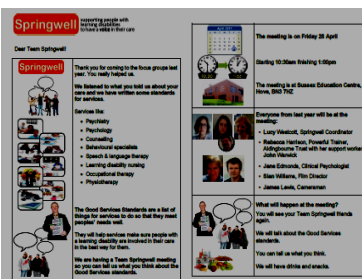 Springwell
supporting people with
learning disabilities
to have a voice in their care
Dear Team Springwell
Springwell
Thank you for coming to the focus groups last
year. You really helped us.
We listened to what you told us about your
care and we have written some standards
for services.
Services like:
• Psychiatry
• Psychology
• Counselling
• Behavioural specialists
• Speech & language therapy
• Learning disability nursing
• Occupational therapy
• Physiotherapy
The Good Services Standards are a list of
things for services to do so that they meet
peoples' needs well.
They will help services make sure people with
a learning disability are involved in their care
in the best way for them.
We are having a Team Springwell meeting
so you can tell us what you think about the
Good Services standards.
The meeting is on Friday 28 April
Starting 10:30am finishing 1:00pm
The meeting is at Sussex Education Centre,
Hove, BN3 7HZ
Everyone from last year will be at the
meeting:
• Lucy Westcott, Springwell Coordinator
• Rebecca Harrison, Powerful Trainer,
Aldingbourne Trust with her support worker
John Warwick
• Jane Edmonds, Clinical Psychologist
• Sian Williams, Film Director
• James Lewis, Cameraman
What will happen at the meeting?
You will see your Team Springwell friends
again.
We will talk about the Good Services
standards.
You can tell us what you think.
We will have drinks and snacks.